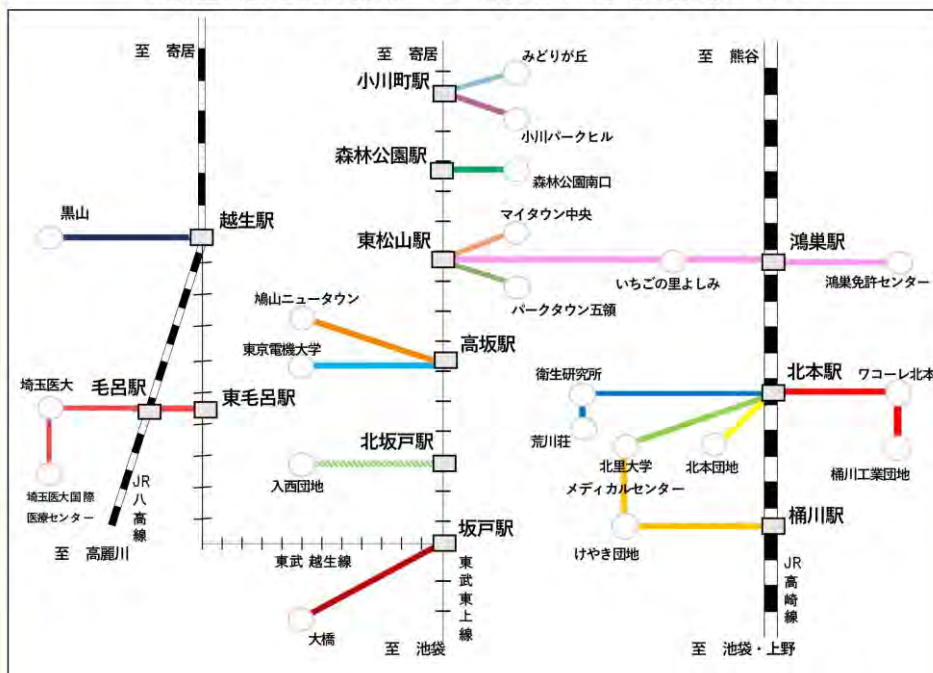 至 寄居
至 寄居
至 熊谷
みどりが丘
小川町駅
小川パークヒル
森林公園駅
森林公園南口
黒山
越生駅
マイタウン中央
東松山駅
鴻巣駅
いちごの里よしみ
鴻巣免許センター
パークタウン五領
鳩山ニュータウン
東京電機大学
高坂駅
衛生研究所
北本駅
ワコーレ北本
埼玉医大
毛呂駅
東毛呂駅
荒川荘
北里大学
メディカルセンター
北本団地
桶川工業団地
北坂戸駅
入西団地
埼玉医大国際
医療センター
JR八高線
至 高麗川
坂戸駅
東武 越生線
桶川駅
けやき団地
大橋
東武東上線
JR高崎線
至 池袋
至 池袋・上野